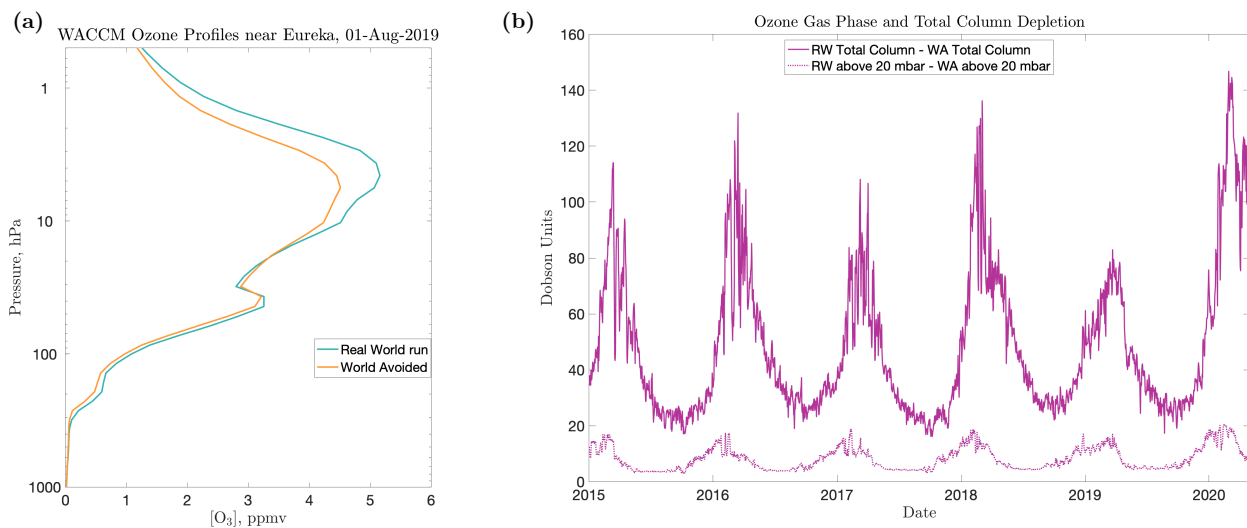 (a)
WACCM Ozone Profiles near Eureka, 01-Aug-2019
Pressure, hPa
1
10
100
1000
Real World run
World Avoided
0 1 2 3 4 5 6
[O₃], ppmv
(b)
Ozone Gas Phase and Total Column Depletion
Dobson Units
160
140
120
100
80
60
40
20
0
RW Total Column - WA Total Column
RW above 20 mbar - WA above 20 mbar
2015 2016 2017 2018 2019 2020
Date